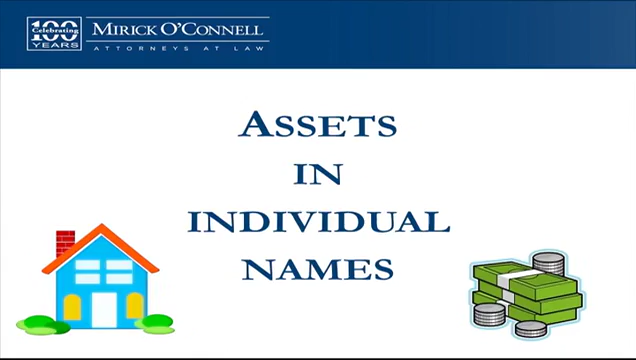 100
Celebrating
YEARS
MIRICK O'CONNELL
ATTORNEYS AT LAW
ASSETS
IN
INDIVIDUAL
NAMES